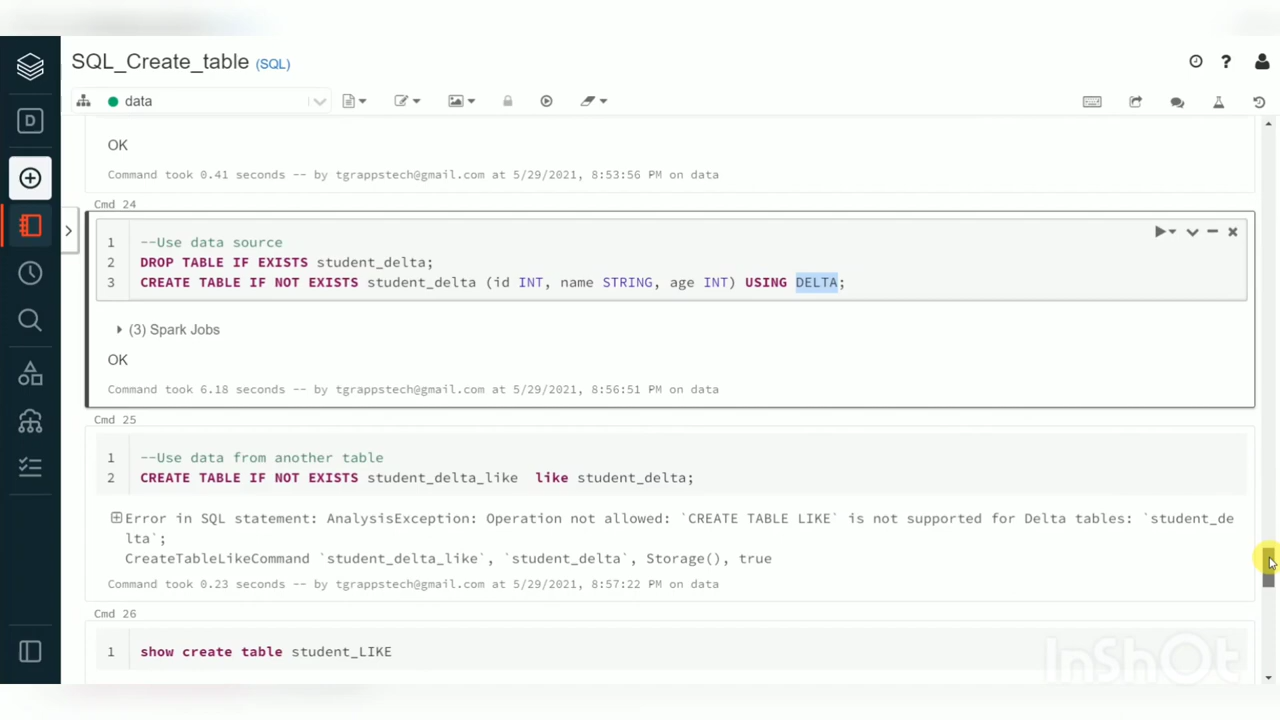 SQL_Create_table (SQL)
data
OK
Command took 0.41 seconds -- by tgrappstech@gmail.com at 5/29/2021, 8:53:56 PM on data
Cmd 24
1 --Use data source
2 DROP TABLE IF EXISTS student_delta;
3 CREATE TABLE IF NOT EXISTS student_delta (id INT, name STRING, age INT) USING DELTA;
(3) Spark Jobs
OK
Command took 6.18 seconds -- by tgrappstech@gmail.com at 5/29/2021, 8:56:51 PM on data
Cmd 25
1 --Use data from another table
2 CREATE TABLE IF NOT EXISTS student_delta_like  like student_delta;
Error in SQL statement: AnalysisException: Operation not allowed: `CREATE TABLE LIKE` is not supported for Delta tables: `student_de
lta`;
CreateTableLikeCommand `student_delta_like`, `student_delta`, Storage(), true
Command took 0.23 seconds -- by tgrappstech@gmail.com at 5/29/2021, 8:57:22 PM on data
Cmd 26
1 show create table student_LIKE
InShOt